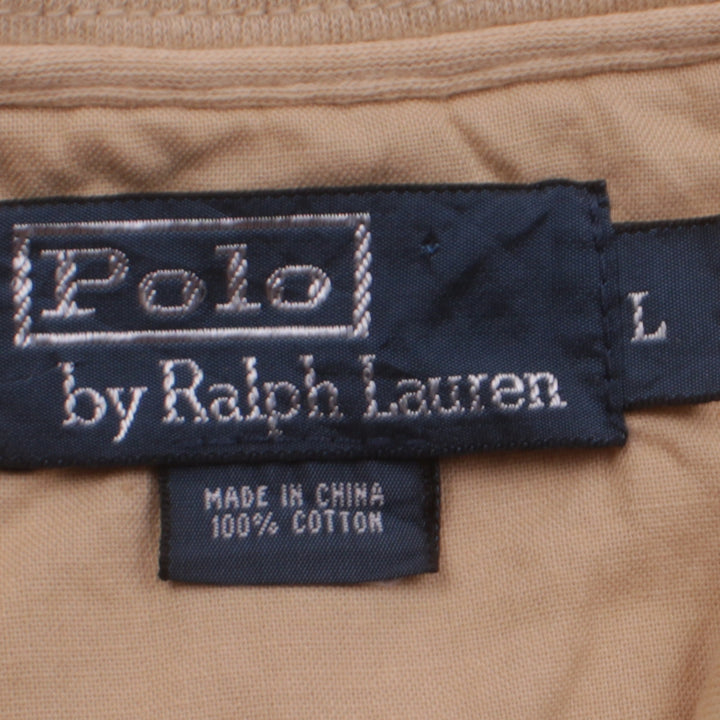 Polo
by Ralph Lauren
L
MADE IN CHINA
100% COTTON